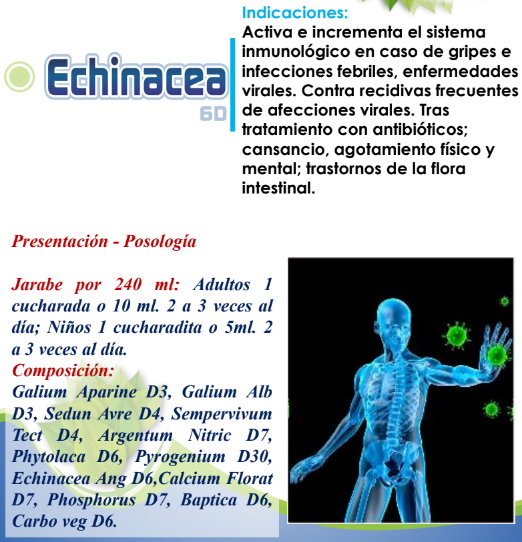 Indicaciones:
Activa e incrementa el sistema
inmunológico en caso de gripes e
infecciones febriles, enfermedades
virales. Contra recidivas frecuentes
de afecciones virales. Tras
tratamiento con antibióticos;
cansancio, agotamiento físico y
mental; trastornos de la flora
intestinal.
Echinacea
6D
Presentación - Posología
Jarabe por 240 ml: Adultos 1
cucharada o 10 ml. 2 a 3 veces al
día; Niños 1 cucharadita o 5ml. 2
a 3 veces al día.
Composición:
Galium Aparine D3, Galium Alb
D3, Sedun Avre D4, Sempervivum
Tect D4, Argentum Nitric D7,
Phytolaca D6, Pyrogenium D30,
Echinacea Ang D6,Calcium Florat
D7, Phosphorus D7, Baptica D6,
Carbo veg D6.